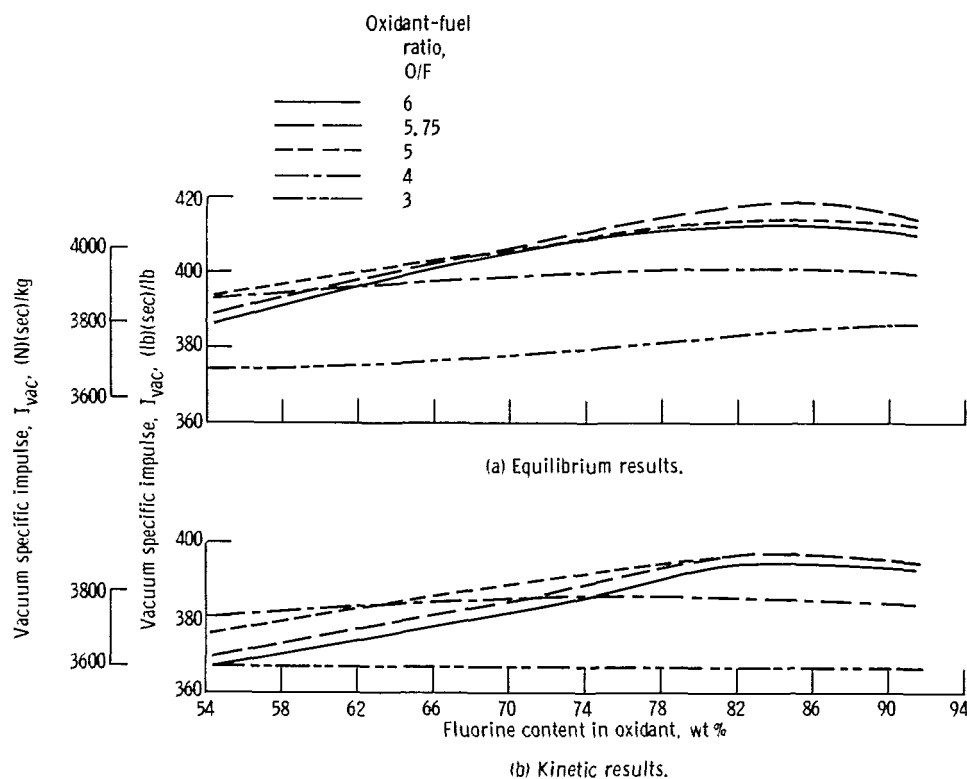 Oxidant-fuel
ratio,
O/F
6
5.75
5
4
3
Vacuum specific impulse, Ivac, (N)(sec)/kg
4000
3800
3600
Vacuum specific impulse, Ivac, (lb)(sec)/lb
420
400
380
360
(a) Equilibrium results.
3800
3600
400
380
360
54 58 62 66 70 74 78 82 86 90 94
Fluorine content in oxidant, wt %
(b) Kinetic results.